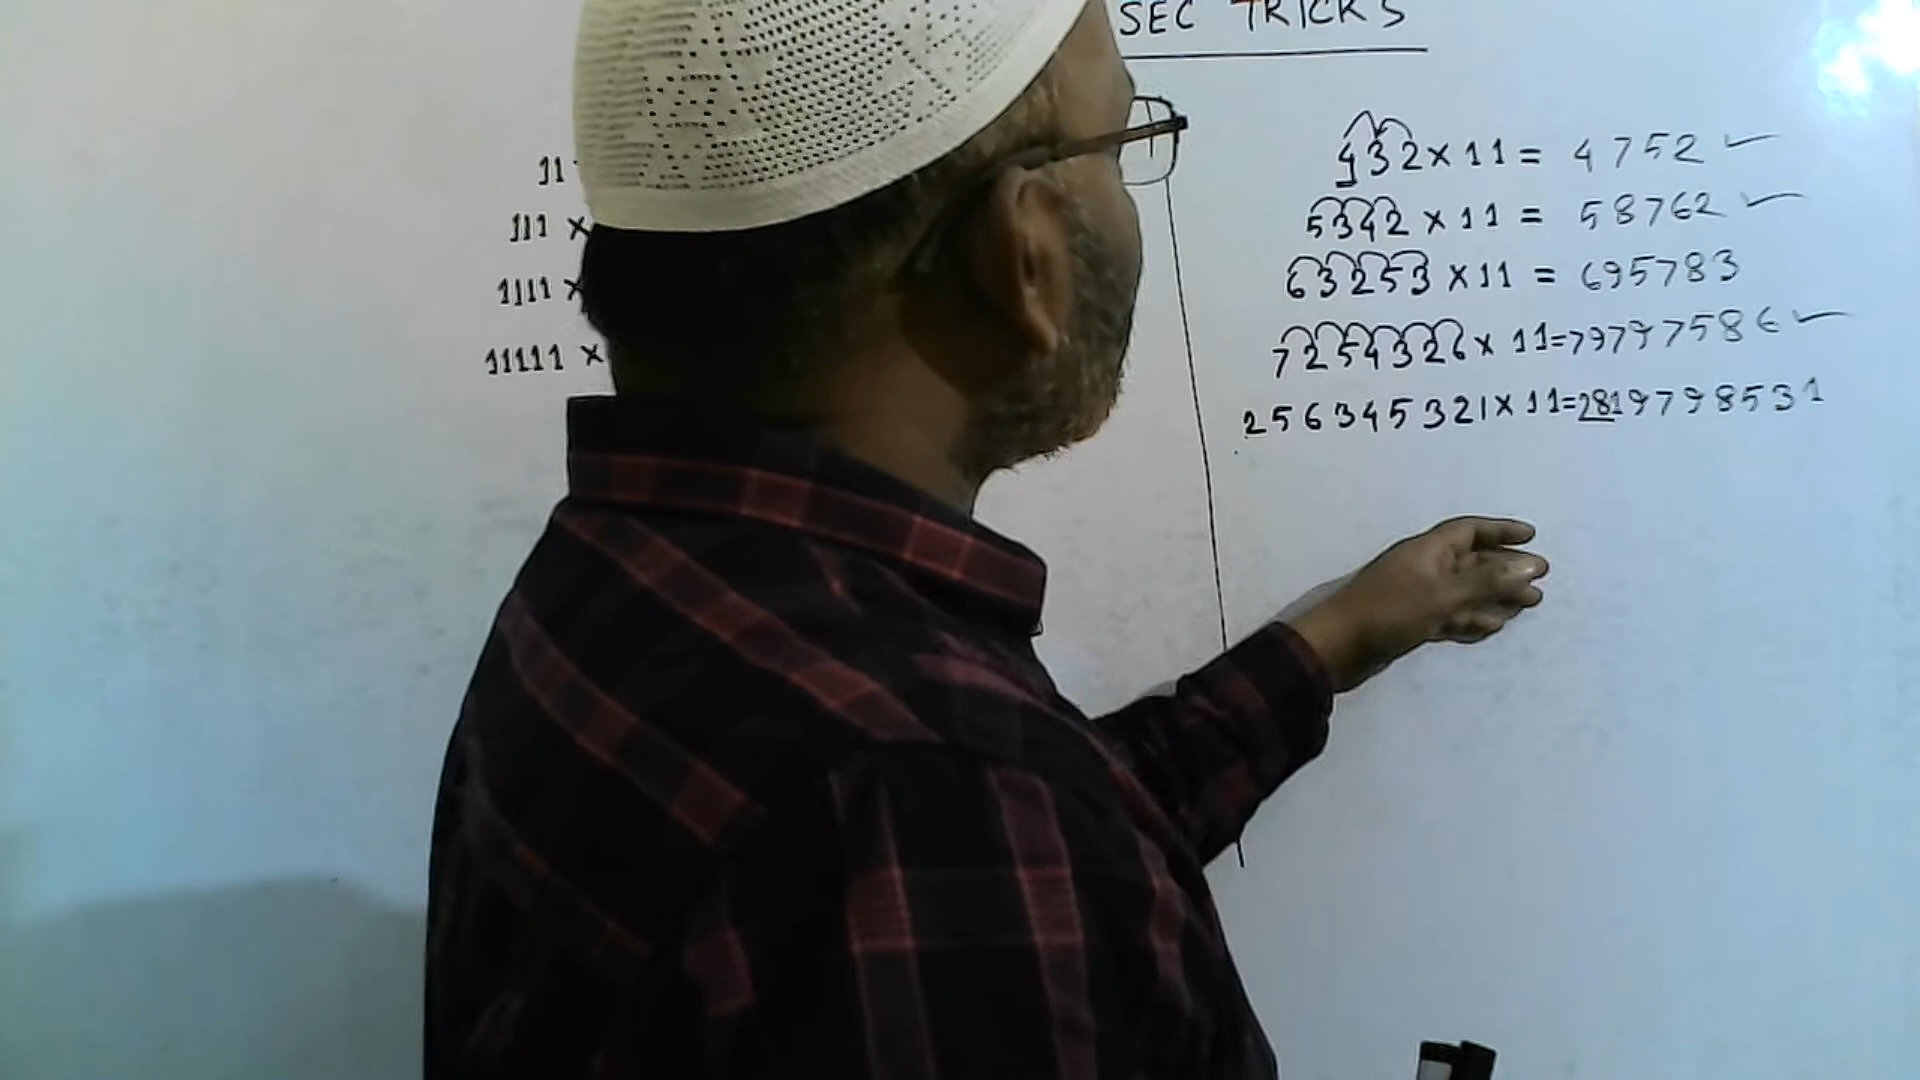 SEC TRICKS
11
111 ×
1111 ×
11111 ×
432 × 11 = 4752 ✓
5342 × 11 = 58762 ✓
63253 × 11 = 695783
7254326 × 11 = 79797586 ✓
256345321 × 11 = 2819798531